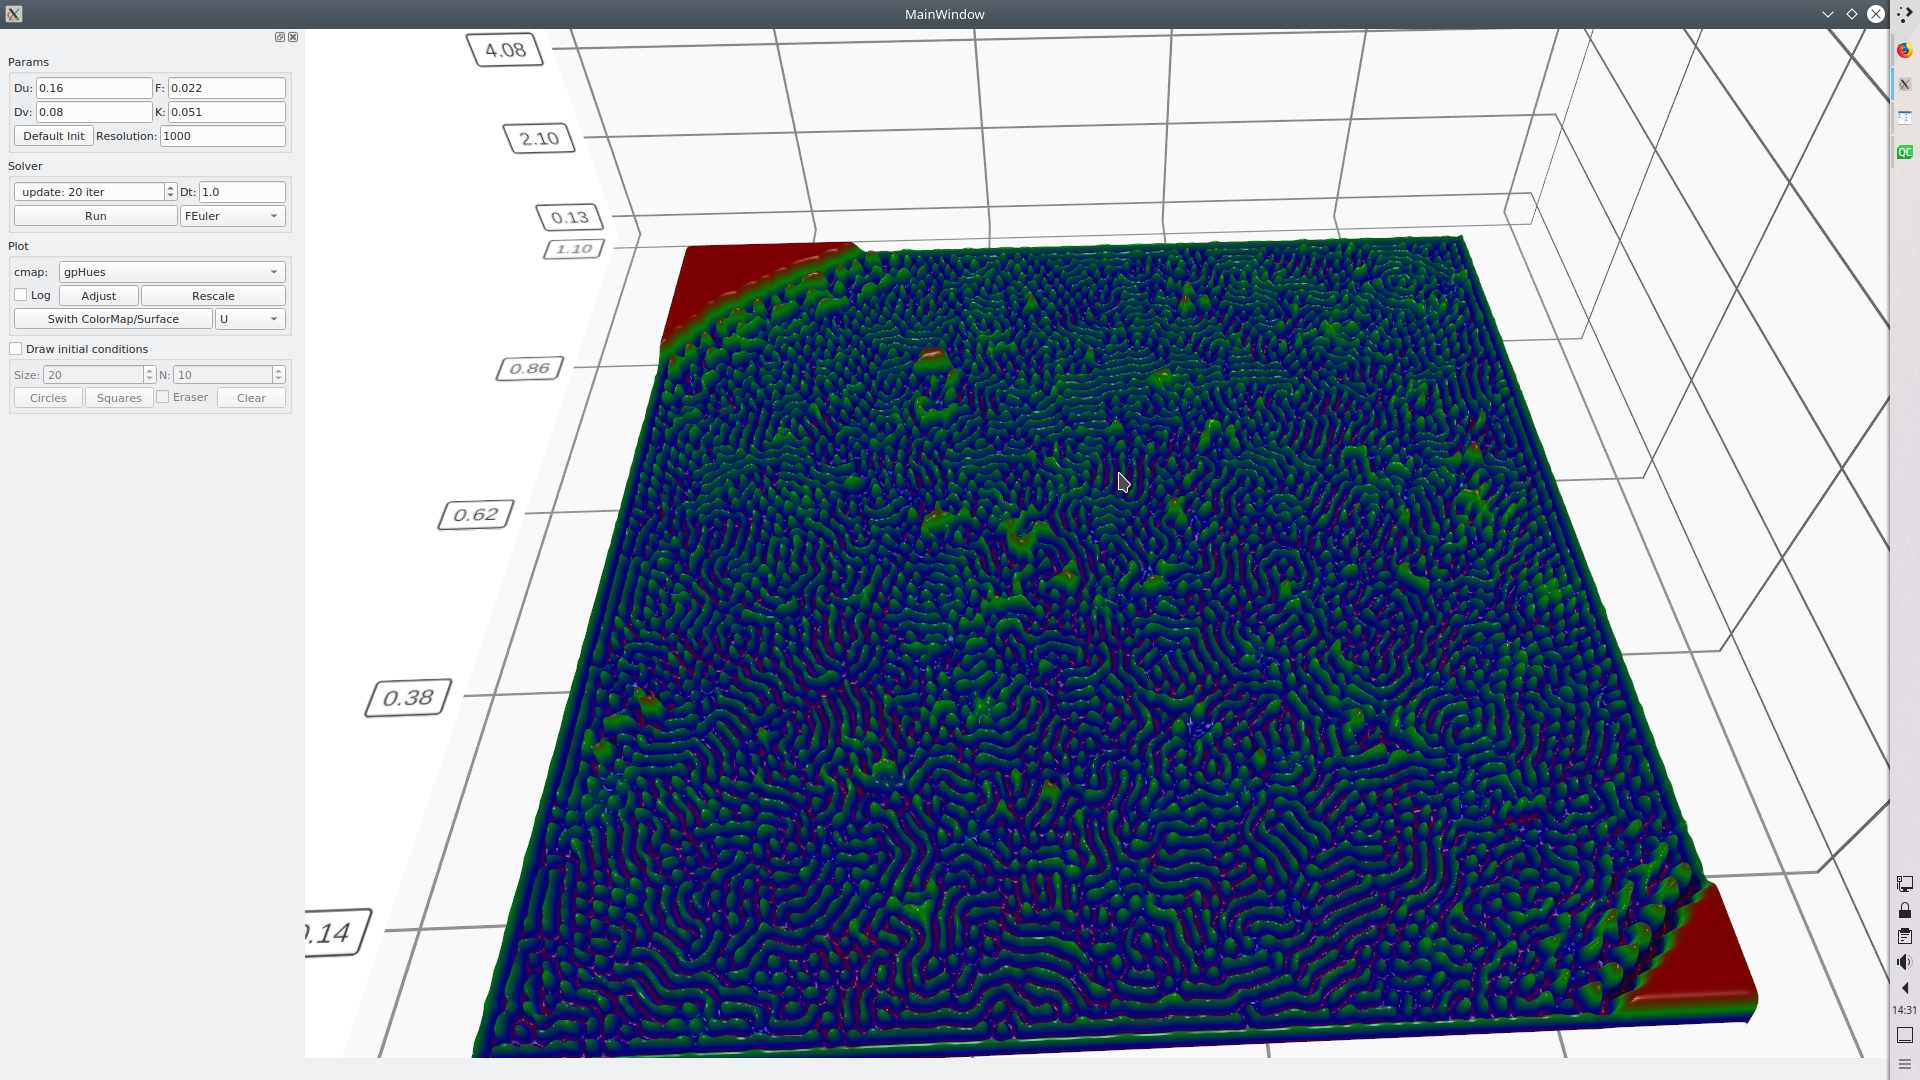 MainWindow
Params
Du: 0.16 F: 0.022
Dv: 0.08 K: 0.051
Default Init Resolution: 1000
Solver
update: 20 iter Dt: 1.0
Run FEuler
Plot
cmap: gpHues
Log Adjust Rescale
Swith ColorMap/Surface U
Draw initial conditions
Size: 20 N: 10
Circles Squares Eraser Clear
4.08
2.10
0.13
1.10
0.86
0.62
0.38
0.14
QC
14:31